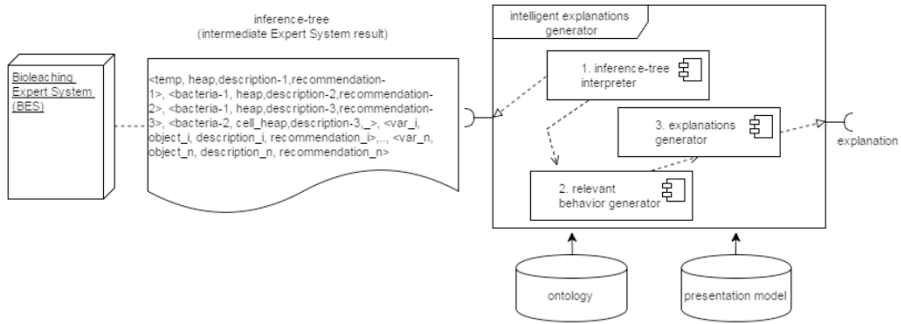 inference-tree
(intermediate Expert System result)
Bioleaching
Expert System
(BES)
<temp, heap,description-1,recommendation-
1>, <bacteria-1, heap,description-2,recommendation-
2>, <bacteria-1, heap,description-3,recommendation-
3>, <bacteria-2, cell_heap,description-3,_>, <var_i,
object_i, description_i, recommendation_i>,.., <var_n,
object_n, description_n, recommendation_n>
intelligent explanations
generator
1. inference-tree
interpreter
3. explanations
generator
2. relevant
behavior generator
explanation
ontology
presentation model